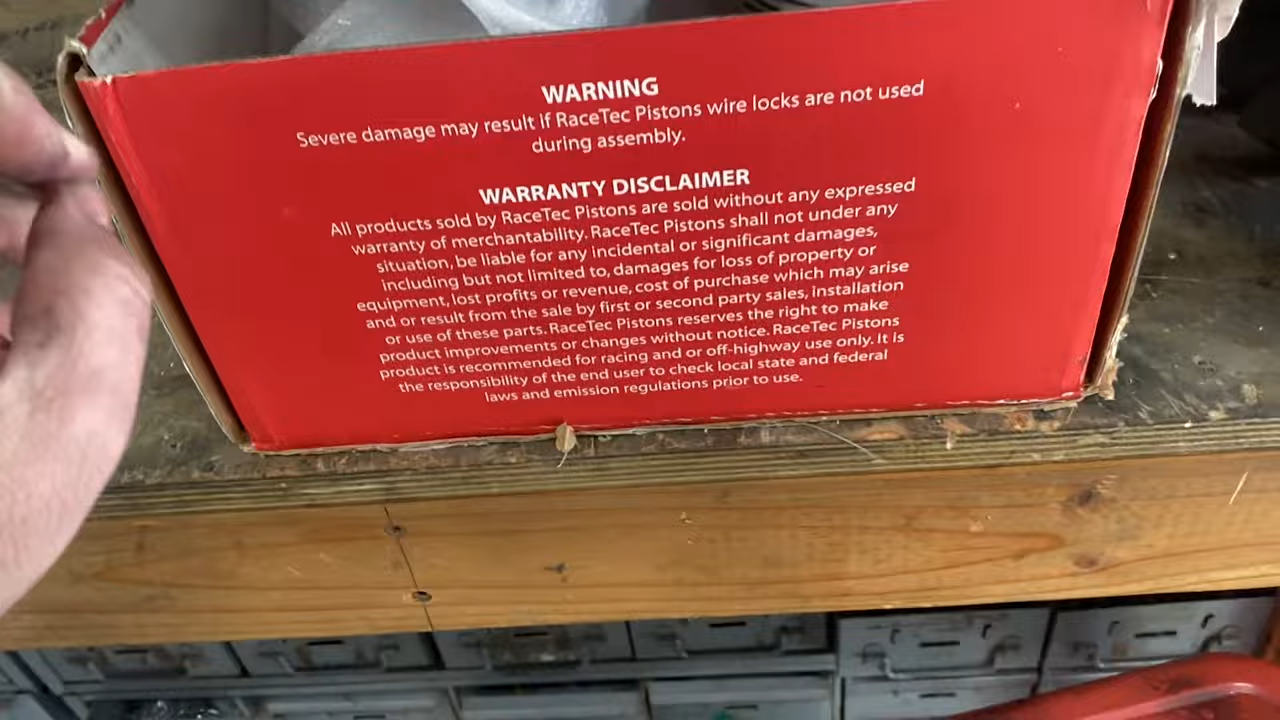 WARNING
Severe damage may result if RaceTec Pistons wire locks are not used
during assembly.
WARRANTY DISCLAIMER
All products sold by RaceTec Pistons are sold without any expressed
warranty of merchantability. RaceTec Pistons shall not under any
situation, be liable for any incidental or significant damages,
including but not limited to, damages for loss of property or
equipment, lost profits or revenue, cost of purchase which may arise
and or result from the sale by first or second party sales, installation
or use of these parts. RaceTec Pistons reserves the right to make
product improvements or changes without notice. RaceTec Pistons
product is recommended for racing and or off-highway use only. It is
the responsibility of the end user to check local state and federal
laws and emission regulations prior to use.